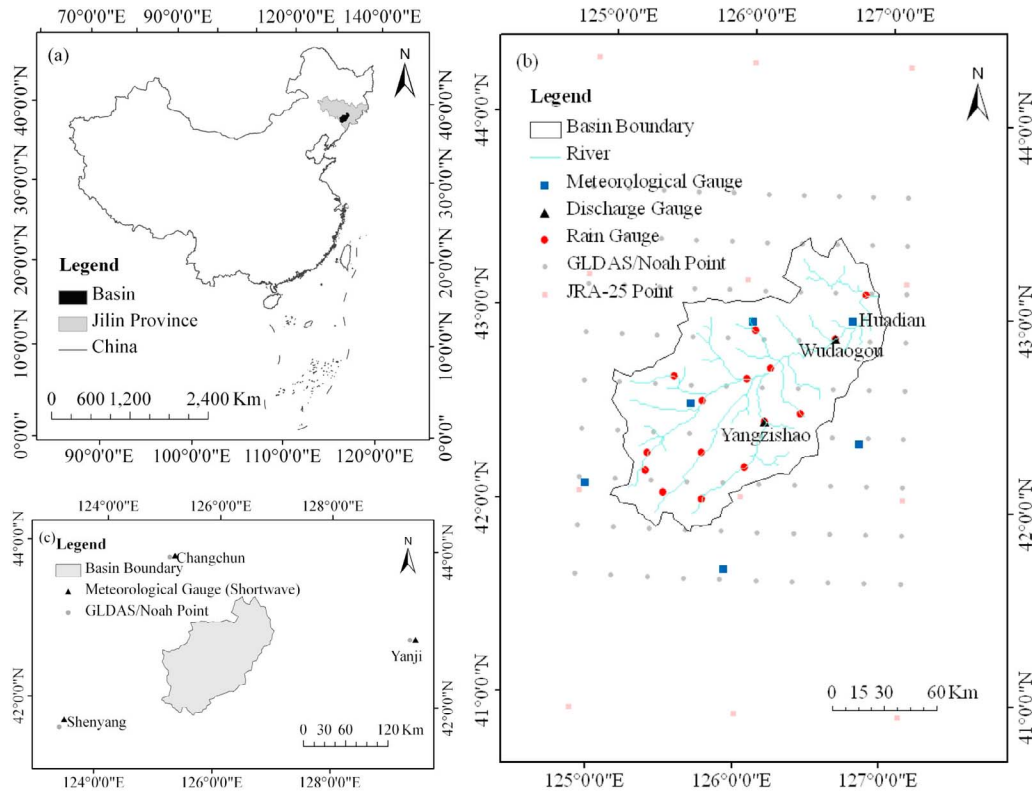 70°0'0"E 90°0'0"E 120°0'0"E 140°0'0"E
(a)
N
40°0'0"N
30°0'0"N
20°0'0"N
10°0'0"N
0°0'0"
40°0'0"N
30°0'0"N
20°0'0"N
10°0'0"N
0°0'0"N
Legend
Basin
Jilin Province
China
0 600 1,200 2,400 Km
90°0'0"E 100°0'0"E 110°0'0"E 120°0'0"E
124°0'0"E 126°0'0"E 128°0'0"E
(c)
N
44°0'0"N
42°0'0"N
44°0'0"N
42°0'0"N
Legend
Basin Boundary
Meteorological Gauge (Shortwave)
GLDAS/Noah Point
Changchun
Yanji
Shenyang
0 30 60 120 Km
124°0'0"E 126°0'0"E 128°0'0"E
125°0'0"E 126°0'0"E 127°0'0"E
(b)
N
44°0'0"N
43°0'0"N
42°0'0"N
41°0'0"N
44°0'0"N
43°0'0"N
42°0'0"N
41°0'0"N
Legend
Basin Boundary
River
Meteorological Gauge
Discharge Gauge
Rain Gauge
GLDAS/Noah Point
JRA-25 Point
Huadian
Wudaogou
Yangzishao
0 15 30 60 Km
125°0'0"E 126°0'0"E 127°0'0"E